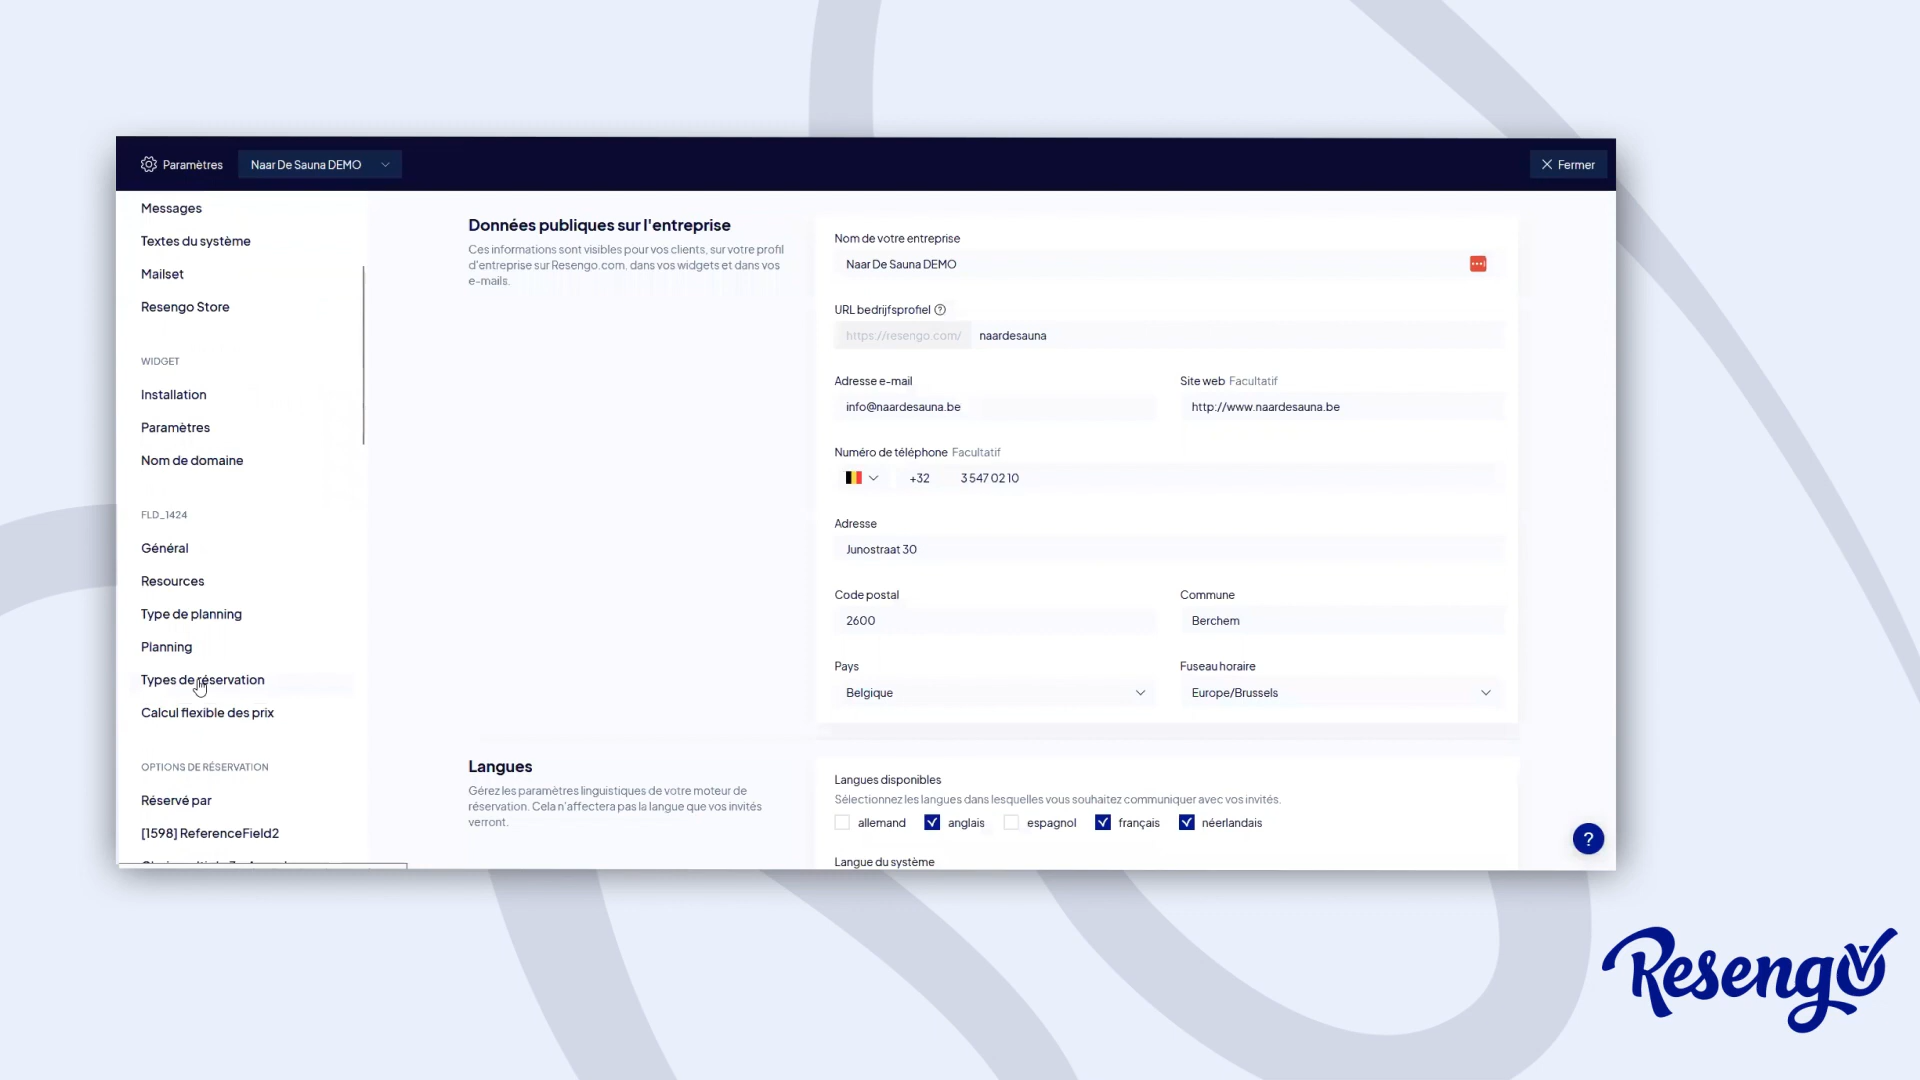 Paramètres
Naar De Sauna DEMO
Fermer
Messages
Textes du système
Mailset
Resengo Store
WIDGET
Installation
Paramètres
Nom de domaine
FLD_1424
Général
Resources
Type de planning
Planning
Types de réservation
Calcul flexible des prix
OPTIONS DE RÉSERVATION
Réservé par
[1598] ReferenceField2
Données publiques sur l'entreprise
Ces informations sont visibles pour vos clients, sur votre profil
d'entreprise sur Resengo.com, dans vos widgets et dans vos
e-mails.
Nom de votre entreprise
Naar De Sauna DEMO
URL bedrijfsprofiel ?
https://resengo.com/ naardesauna
Adresse e-mail
info@naardesauna.be
Site web Facultatif
http://www.naardesauna.be
Numéro de téléphone Facultatif
+32 3 547 02 10
Adresse
Junostraat 30
Code postal
2600
Commune
Berchem
Pays
Belgique
Fuseau horaire
Europe/Brussels
Langues
Gérez les paramètres linguistiques de votre moteur de
réservation. Cela n'affectera pas la langue que vos invités
verront.
Langues disponibles
Sélectionnez les langues dans lesquelles vous souhaitez communiquer avec vos invités.
allemand anglais espagnol français néerlandais
Langue du système
?
Resengo